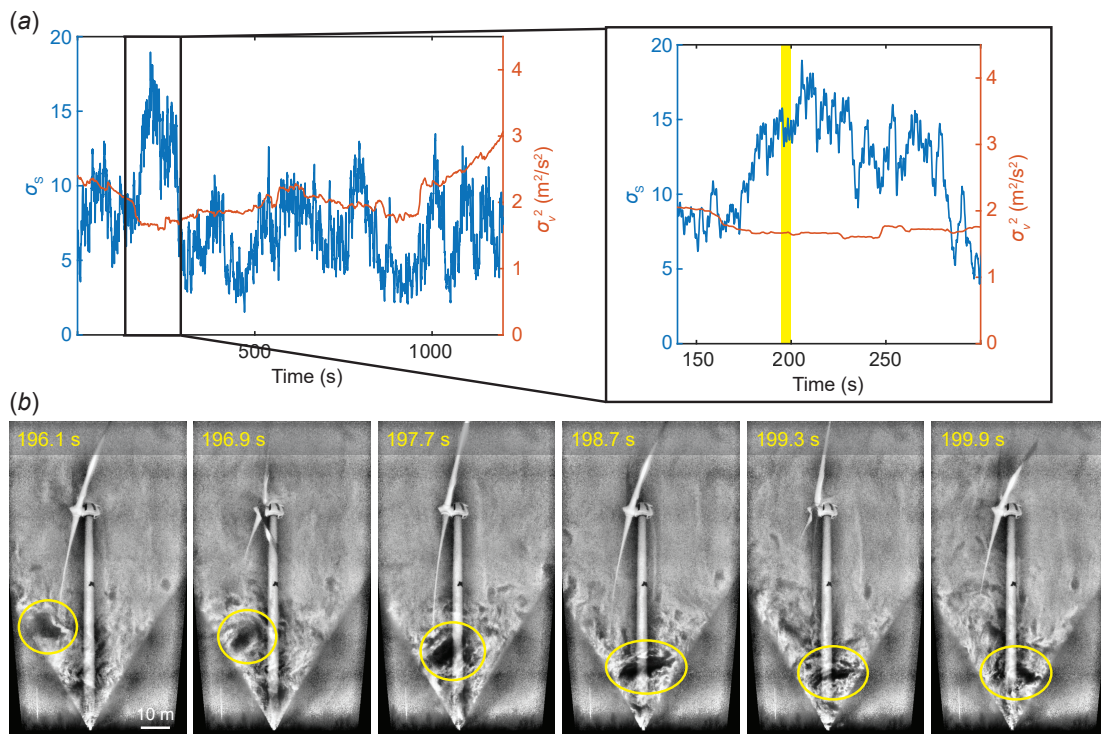 (a)
20
15
10
5
0
σS
4
3
2
1
0
σv2 (m2/s2)
500
1000
Time (s)
20
15
10
5
0
σS
4
3
2
1
0
σv2 (m2/s2)
150
200
250
Time (s)
(b)
196.1 s
196.9 s
197.7 s
198.7 s
199.3 s
199.9 s
10 m